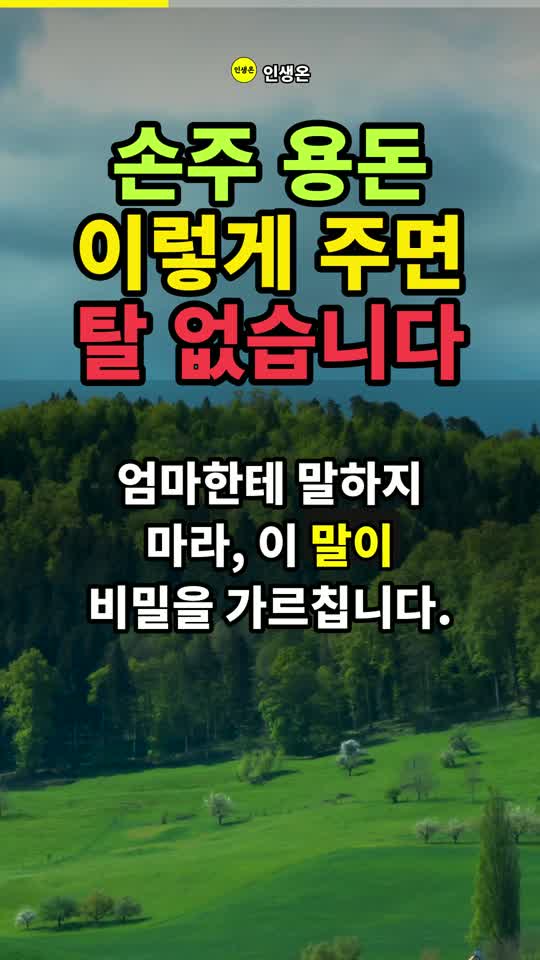 인생온 인생온
손주 용돈
이렇게 주면
탈 없습니다
엄마한테 말하지
마라, 이 말이
비밀을 가르칩니다.